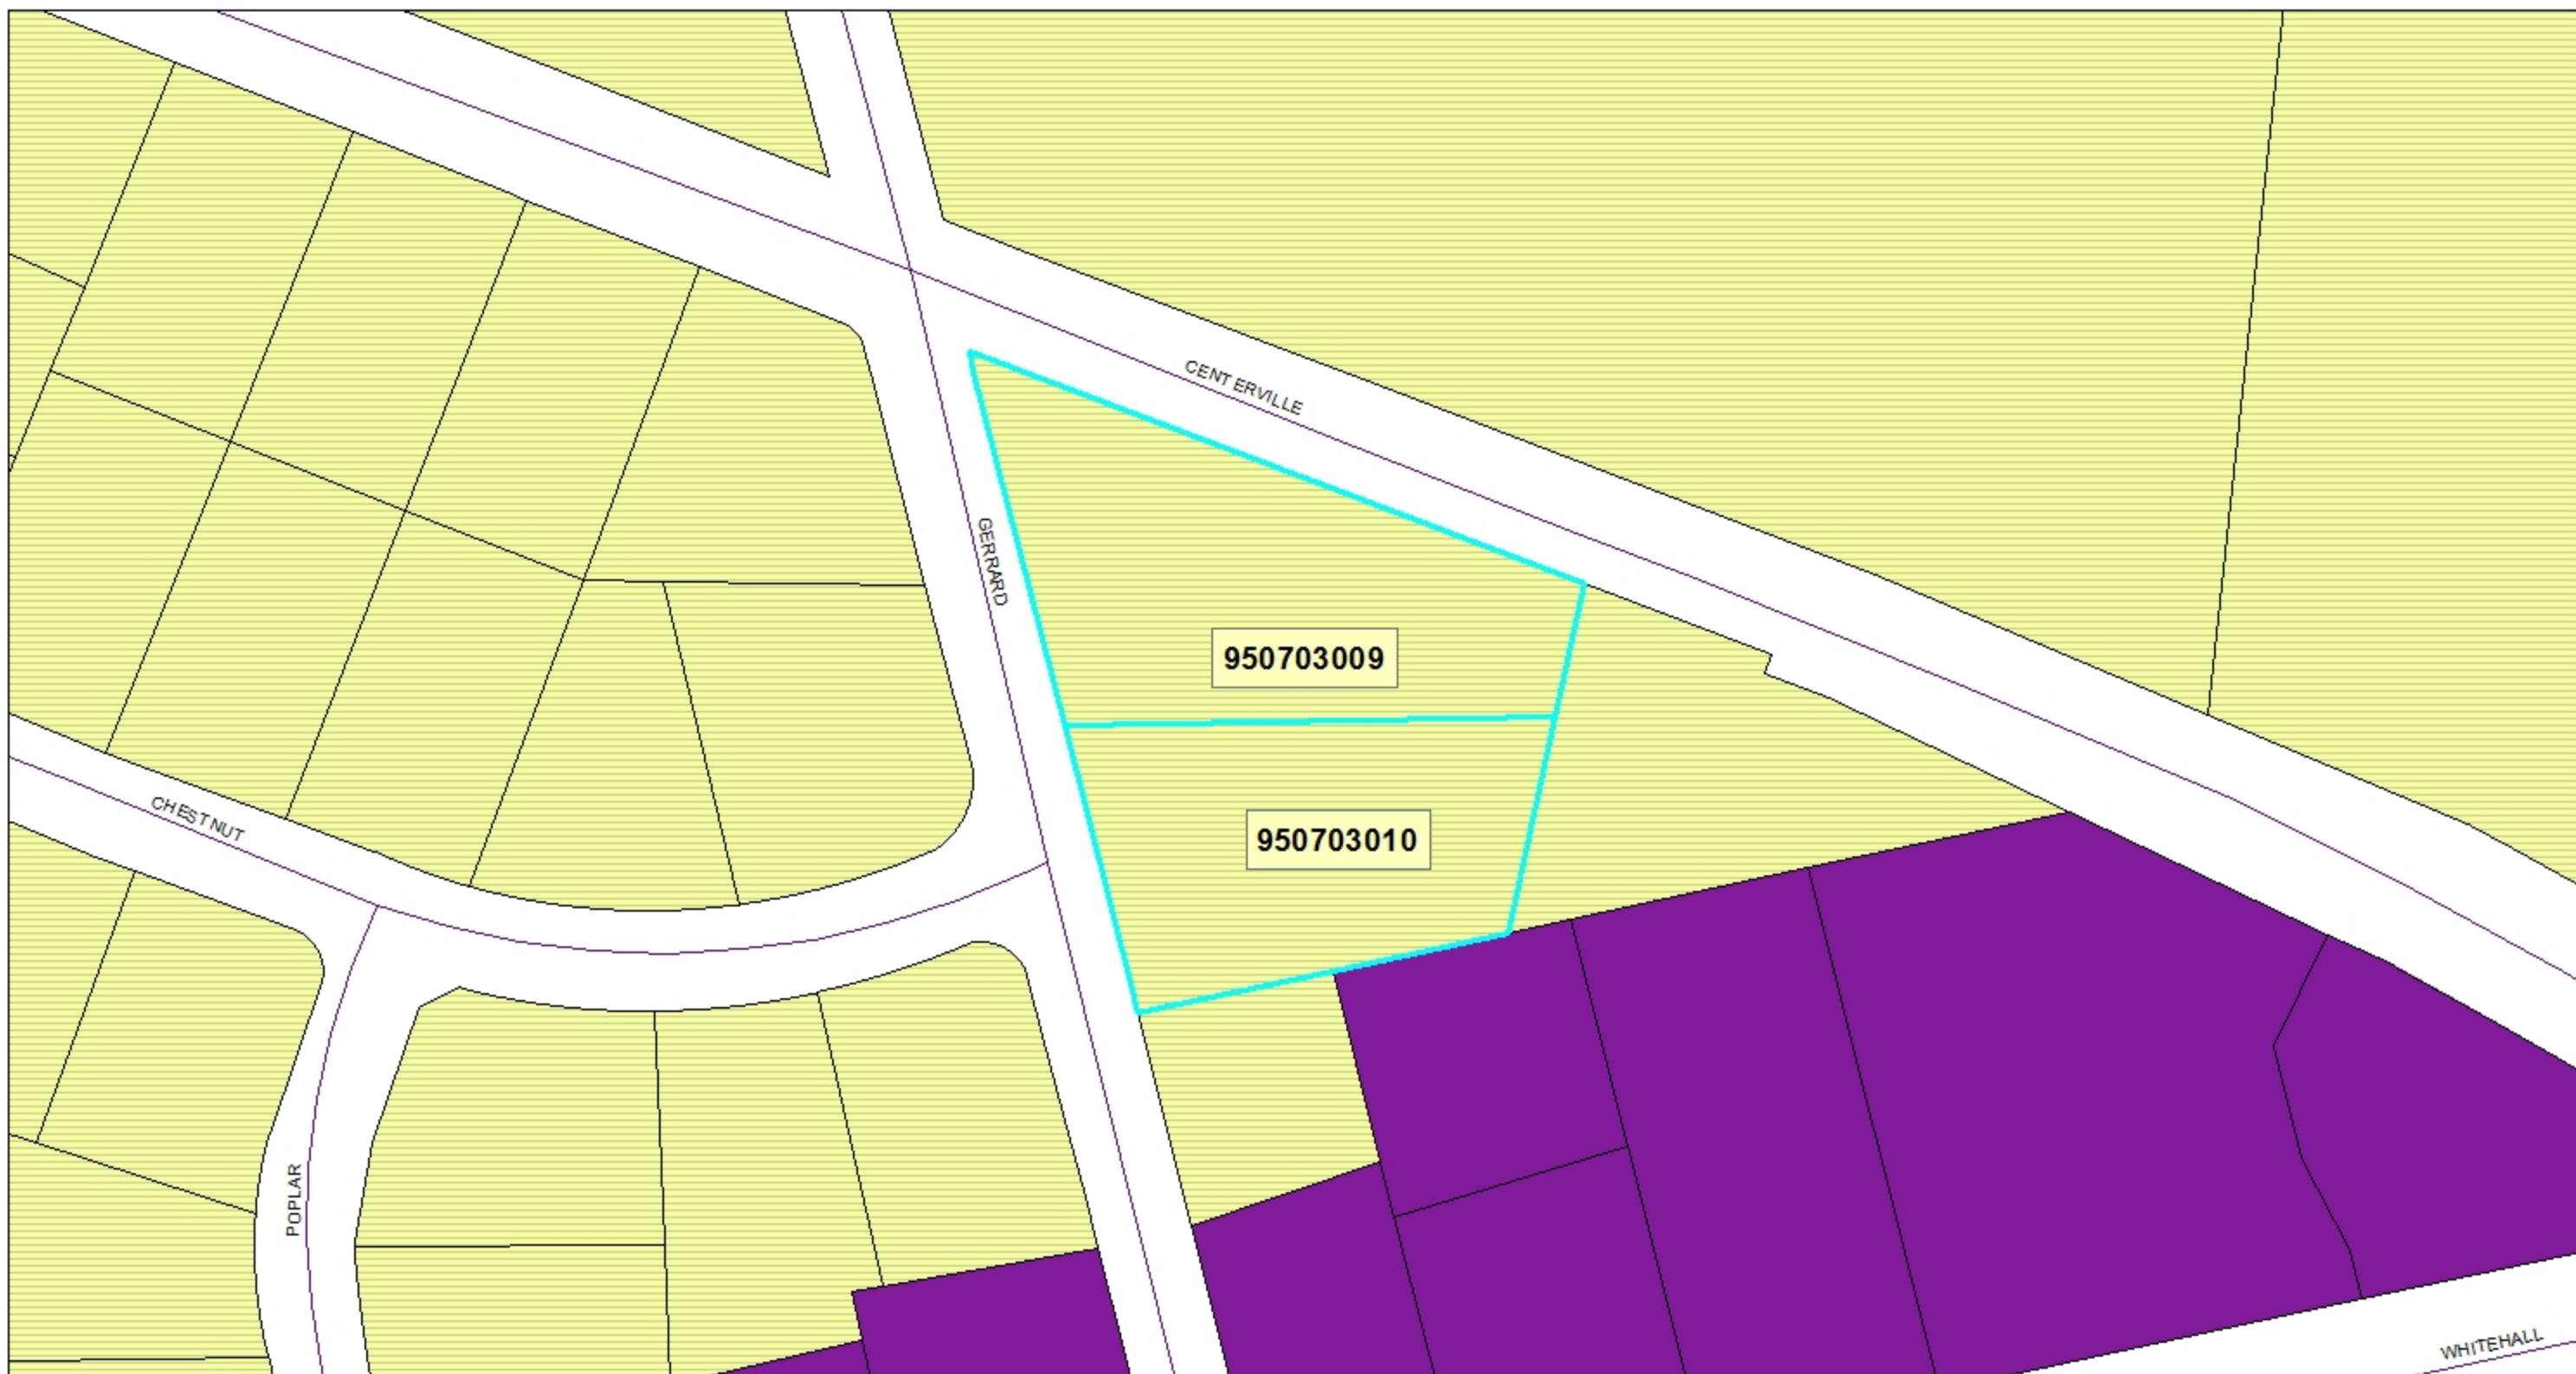 CENTERVILLE
GERRARD
950703009
CHESTNUT
950703010
POPLAR
WHITEHALL